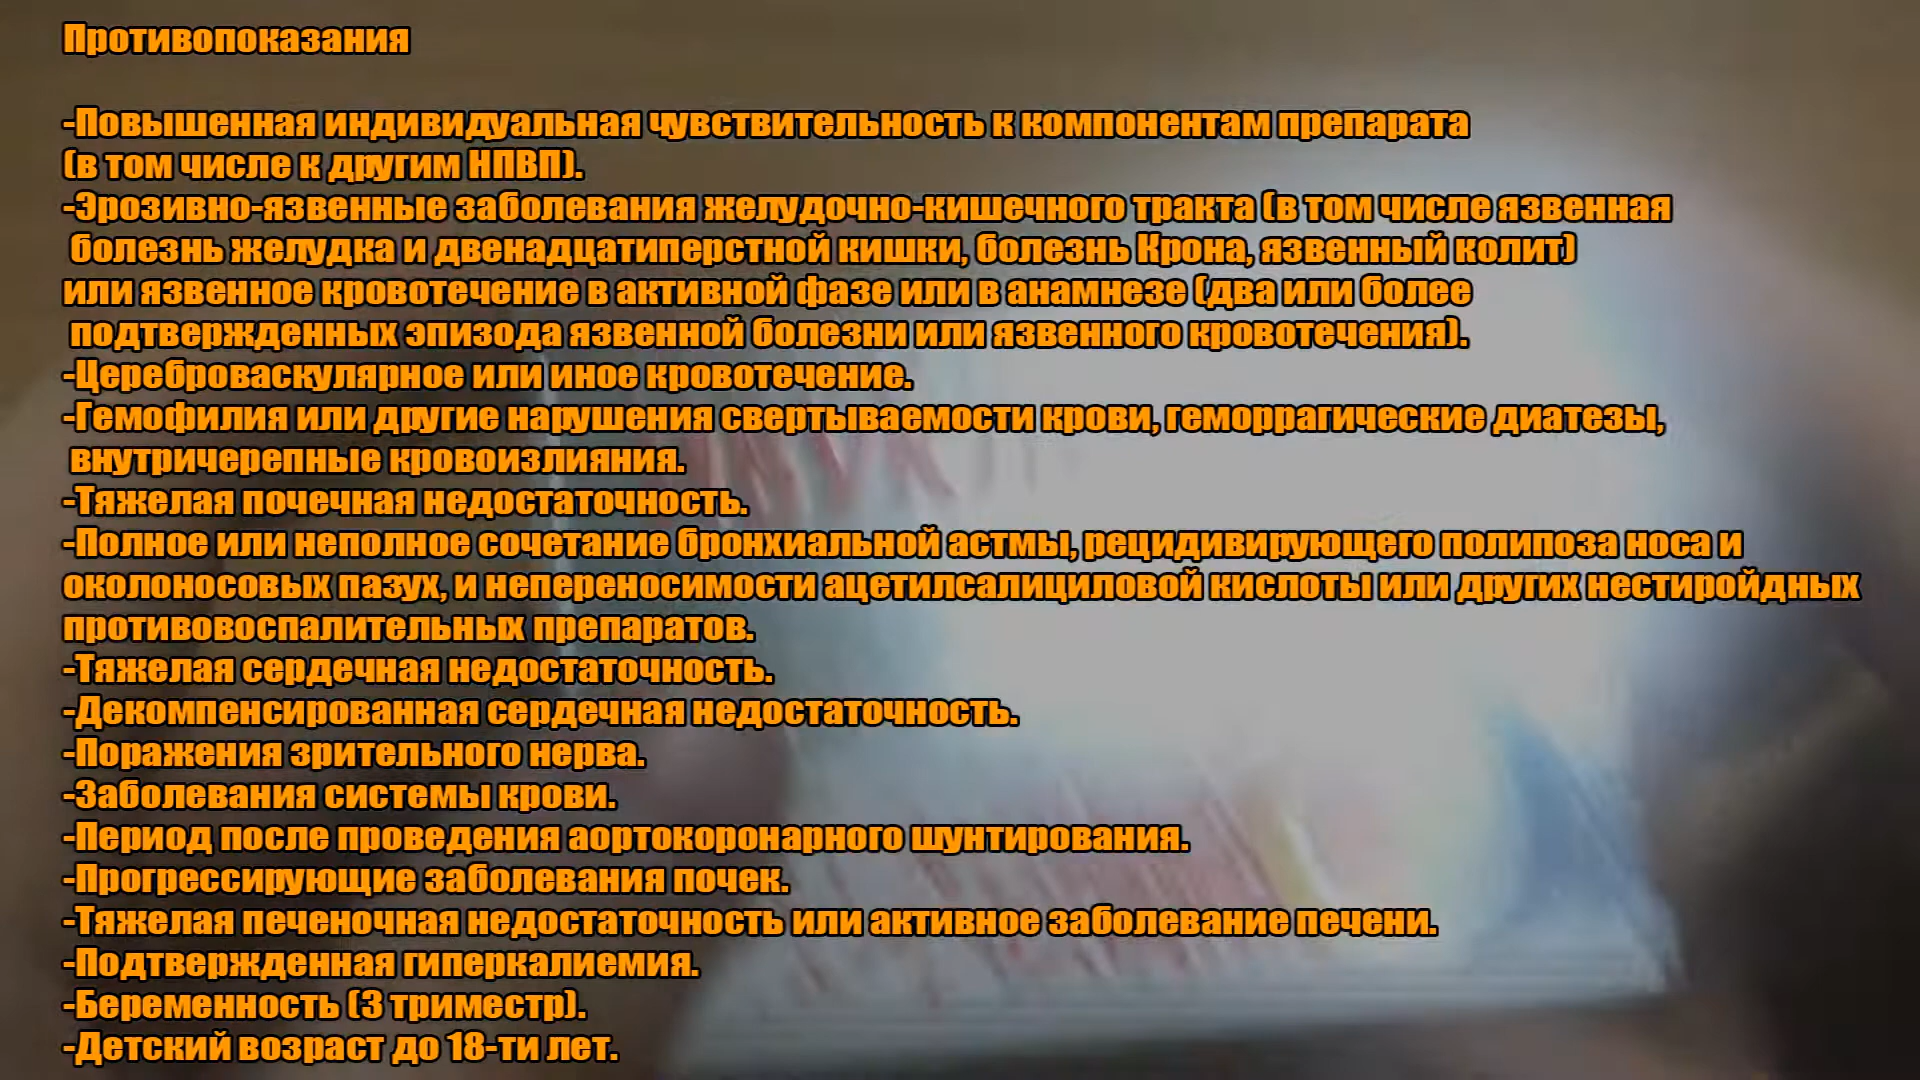 Противопоказания
-Повышенная индивидуальная чувствительность к компонентам препарата
(в том числе к другим НПВП).
-Эрозивно-язвенные заболевания желудочно-кишечного тракта (в том числе язвенная
болезнь желудка и двенадцатиперстной кишки, болезнь Крона, язвенный колит)
или язвенное кровотечение в активной фазе или в анамнезе (два или более
подтвержденных эпизода язвенной болезни или язвенного кровотечения).
-Цереброваскулярное или иное кровотечение.
-Гемофилия или другие нарушения свертываемости крови, геморрагические диатезы,
внутричерепные кровоизлияния.
-Тяжелая почечная недостаточность.
-Полное или неполное сочетание бронхиальной астмы, рецидивирующего полипоза носа и
околоносовых пазух, и непереносимости ацетилсалициловой кислоты или других нестиройдных
противовоспалительных препаратов.
-Тяжелая сердечная недостаточность.
-Декомпенсированная сердечная недостаточность.
-Поражения зрительного нерва.
-Заболевания системы крови.
-Период после проведения аортокоронарного шунтирования.
-Прогрессирующие заболевания почек.
-Тяжелая печеночная недостаточность или активное заболевание печени.
-Подтвержденная гиперкалиемия.
-Беременность (3 триместр).
-Детский возраст до 18-ти лет.